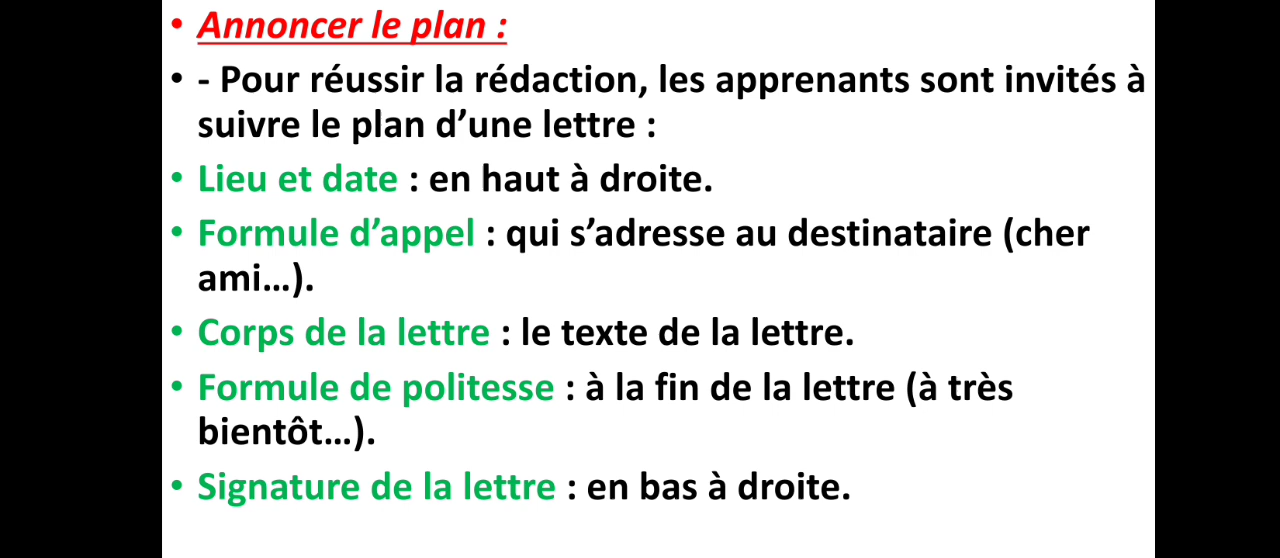 • Annoncer le plan :
• - Pour réussir la rédaction, les apprenants sont invités à
suivre le plan d’une lettre :
• Lieu et date : en haut à droite.
• Formule d’appel : qui s’adresse au destinataire (cher
ami…).
• Corps de la lettre : le texte de la lettre.
• Formule de politesse : à la fin de la lettre (à très
bientôt…).
• Signature de la lettre : en bas à droite.